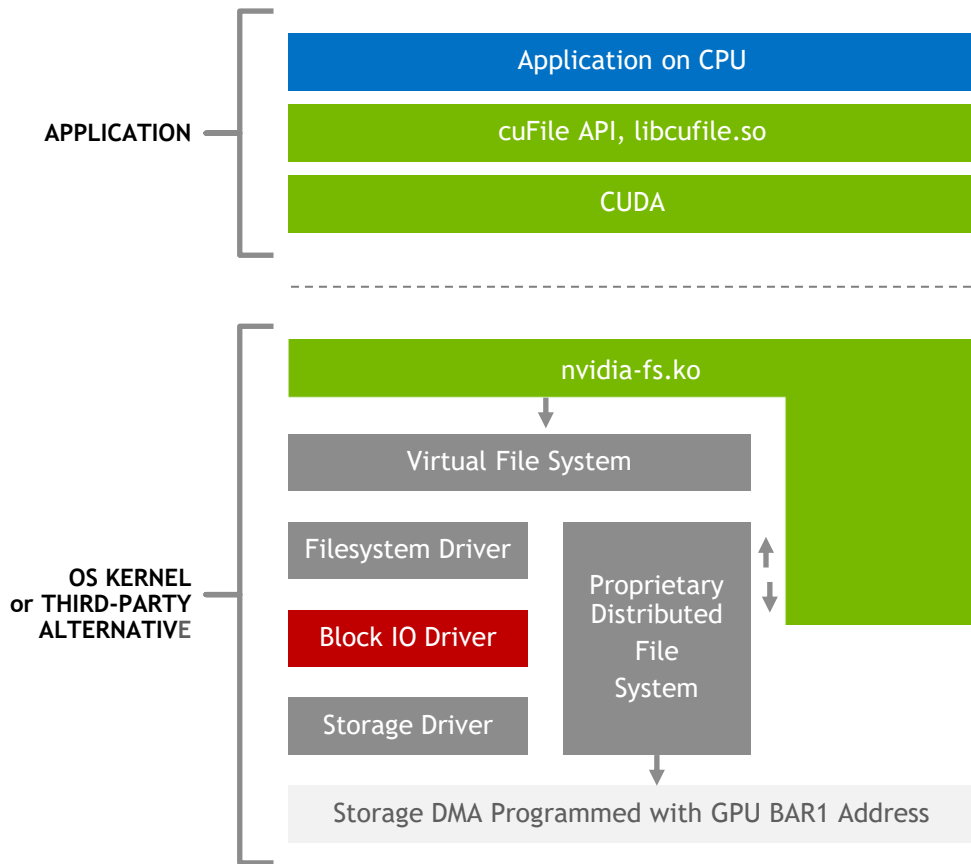 Application on CPU
APPLICATION
cuFile API, libcufile.so
CUDA
nvidia-fs.ko
Virtual File System
Filesystem Driver
Proprietary
Distributed
File
System
OS KERNEL
or THIRD-PARTY
ALTERNATIVE
Block IO Driver
Storage Driver
Storage DMA Programmed with GPU BAR1 Address